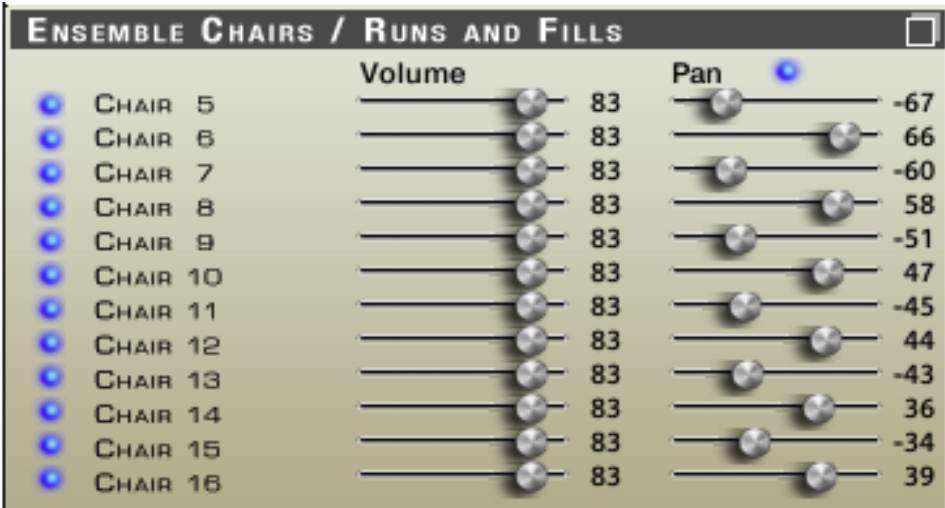 ENSEMBLE CHAIRS / RUNS AND FILLS
Volume Pan
CHAIR 5 83 -67
CHAIR 6 83 66
CHAIR 7 83 -60
CHAIR 8 83 58
CHAIR 9 83 -51
CHAIR 10 83 47
CHAIR 11 83 -45
CHAIR 12 83 44
CHAIR 13 83 -43
CHAIR 14 83 36
CHAIR 15 83 -34
CHAIR 16 83 39